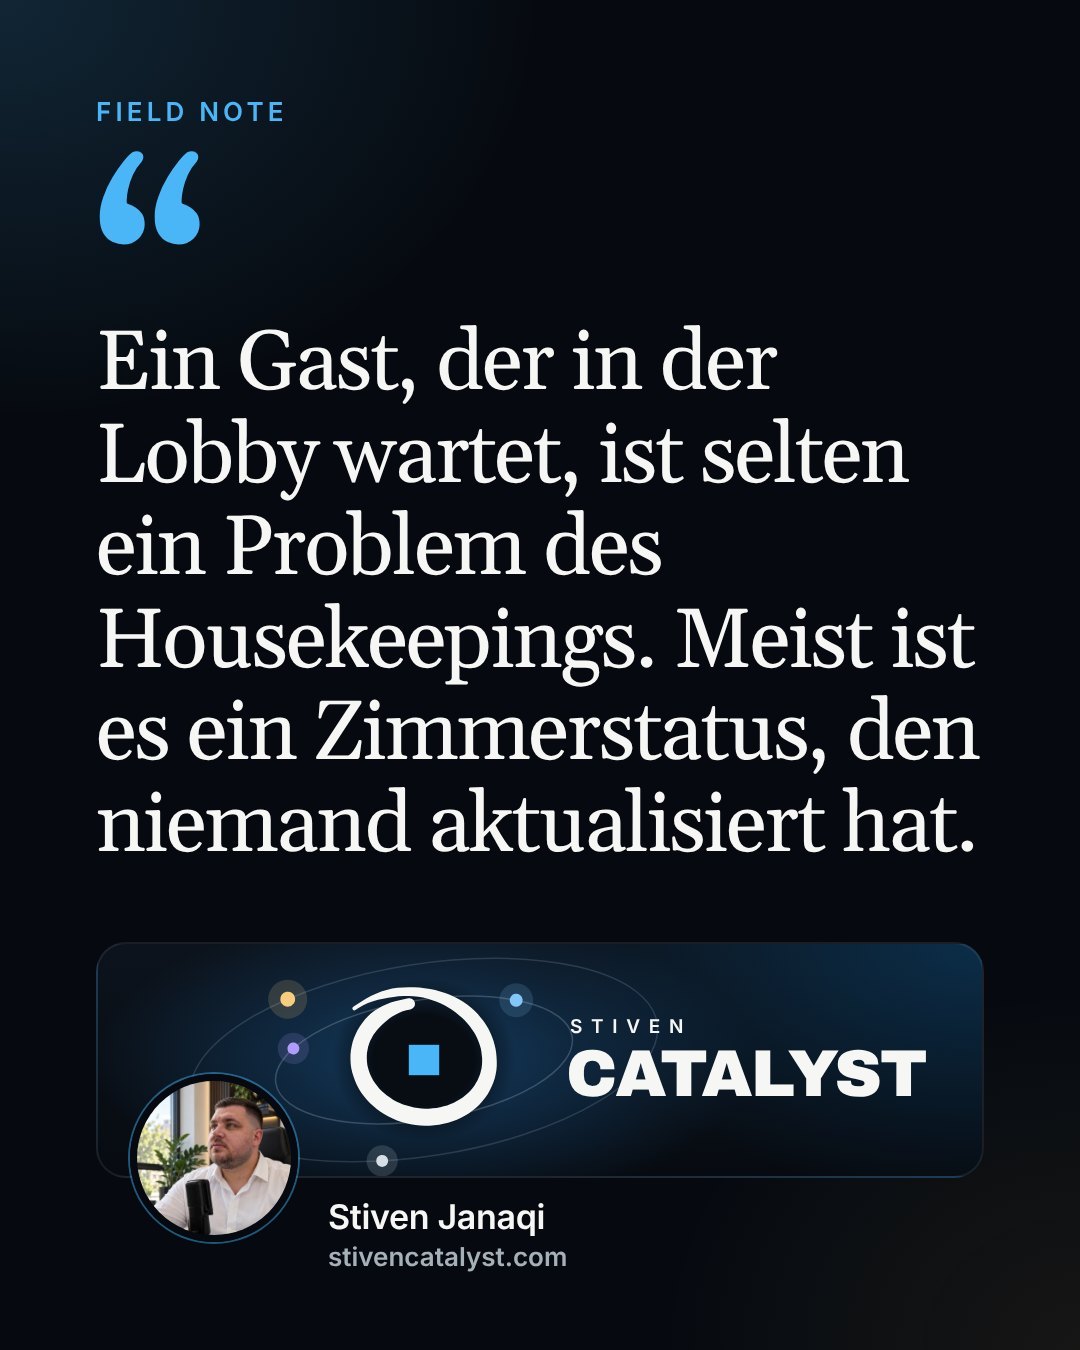 FIELD NOTE
“
Ein Gast, der in der
Lobby wartet, ist selten
ein Problem des
Housekeepings. Meist ist
es ein Zimmerstatus, den
niemand aktualisiert hat.
STIVEN
CATALYST
Stiven Janaqi
stivencatalyst.com